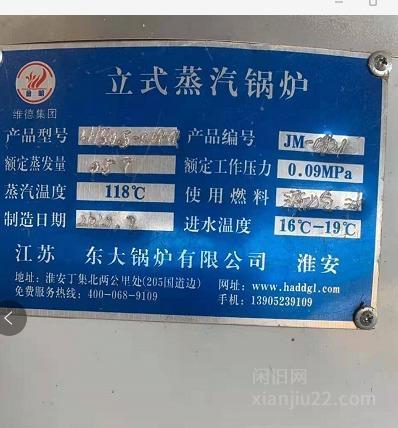 立式蒸汽锅炉
维德集团
产品型号 产品编号 JM-
额定蒸发量 额定工作压力 0.09MPa
蒸汽温度 118℃ 使用燃料
制造日期 进水温度 16℃-19℃
江苏 东大锅炉有限公司 淮安
地址:淮安丁集北两公里处(205国道边) 网址:www.haddgl.com
免费服务热线:400-068-9109 手机:13905239109
闲旧网
xianjiu22.com